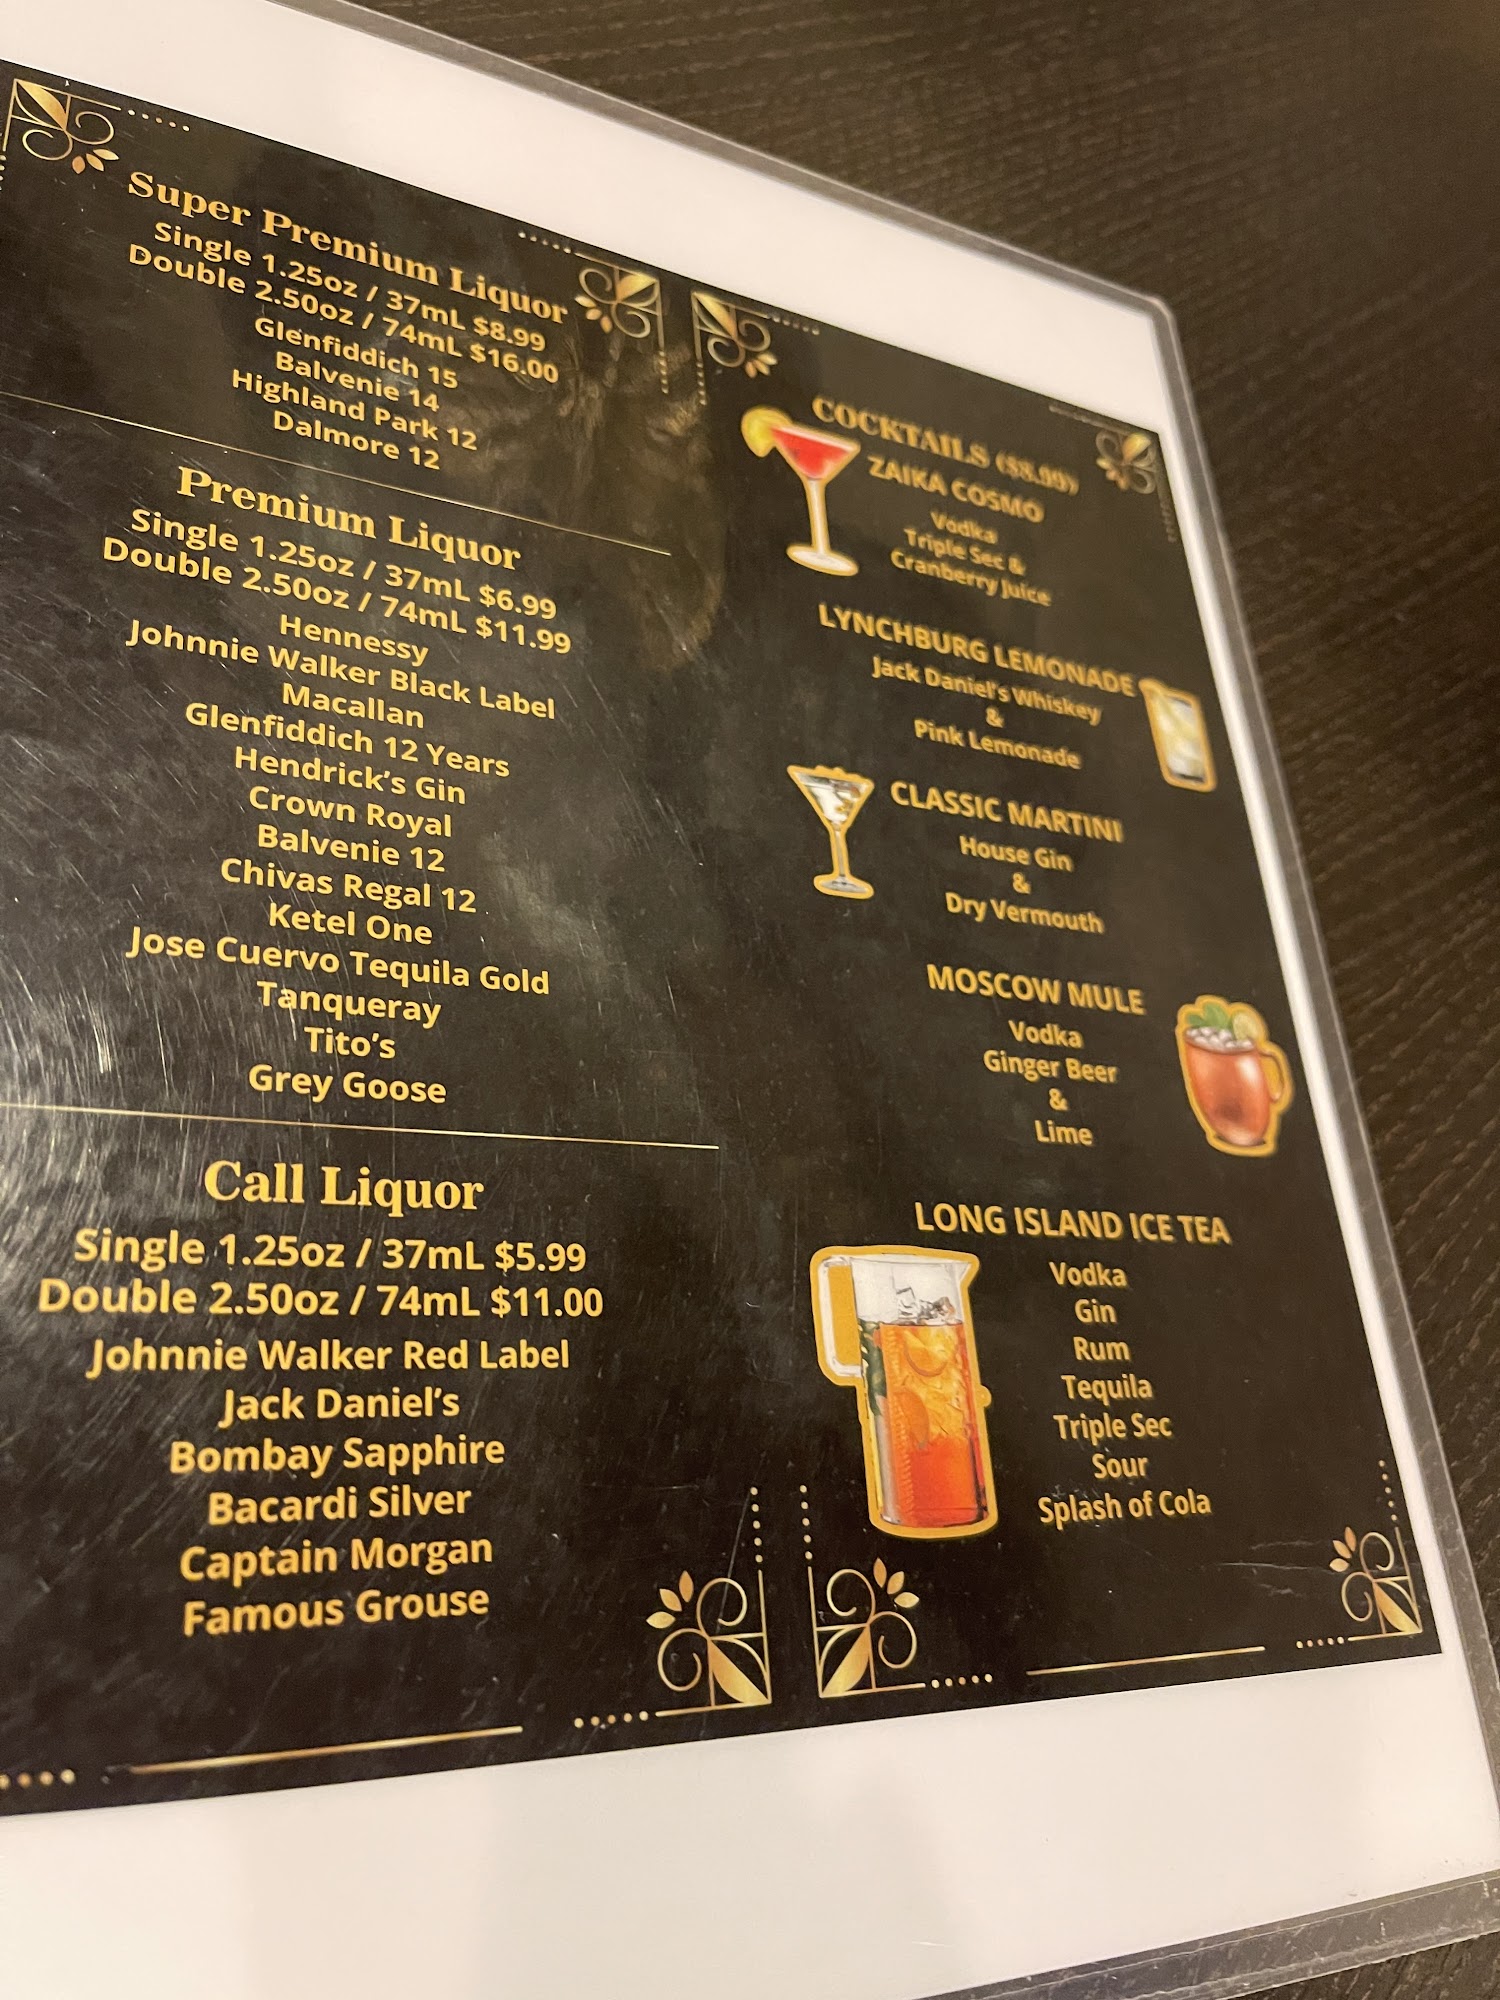 Super Premium Liquor
Single 1.25oz / 37mL $8.99
Double 2.50oz / 74mL $16.00
Glenfiddich 15
Balvenie 14
Highland Park 12
Dalmore 12
Premium Liquor
Single 1.25oz / 37mL $6.99
Double 2.50oz / 74mL $11.99
Hennessy
Johnnie Walker Black Label
Macallan
Glenfiddich 12 Years
Hendrick's Gin
Crown Royal
Balvenie 12
Chivas Regal 12
Ketel One
Jose Cuervo Tequila Gold
Tanqueray
Tito's
Grey Goose
Call Liquor
Single 1.25oz / 37mL $5.99
Double 2.50oz / 74mL $11.00
Johnnie Walker Red Label
Jack Daniel's
Bombay Sapphire
Bacardi Silver
Captain Morgan
Famous Grouse
COCKTAILS ($8.99)
ZAIKA COSMO
Vodka
Triple Sec &
Cranberry Juice
LYNCHBURG LEMONADE
Jack Daniel's Whiskey
&
Pink Lemonade
CLASSIC MARTINI
House Gin
&
Dry Vermouth
MOSCOW MULE
Vodka
Ginger Beer
&
Lime
LONG ISLAND ICE TEA
Vodka
Gin
Rum
Tequila
Triple Sec
Sour
Splash of Cola